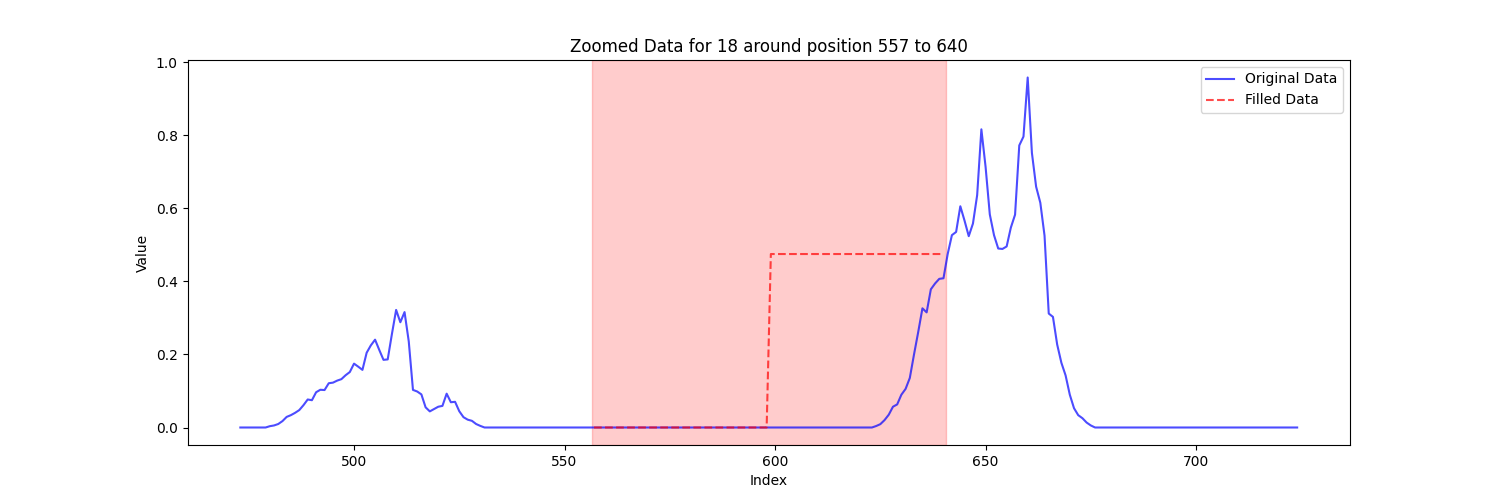 Zoomed Data for 18 around position 557 to 640
Original Data
Filled Data
Value
1.0
0.8
0.6
0.4
0.2
0.0
500
550
600
650
700
Index